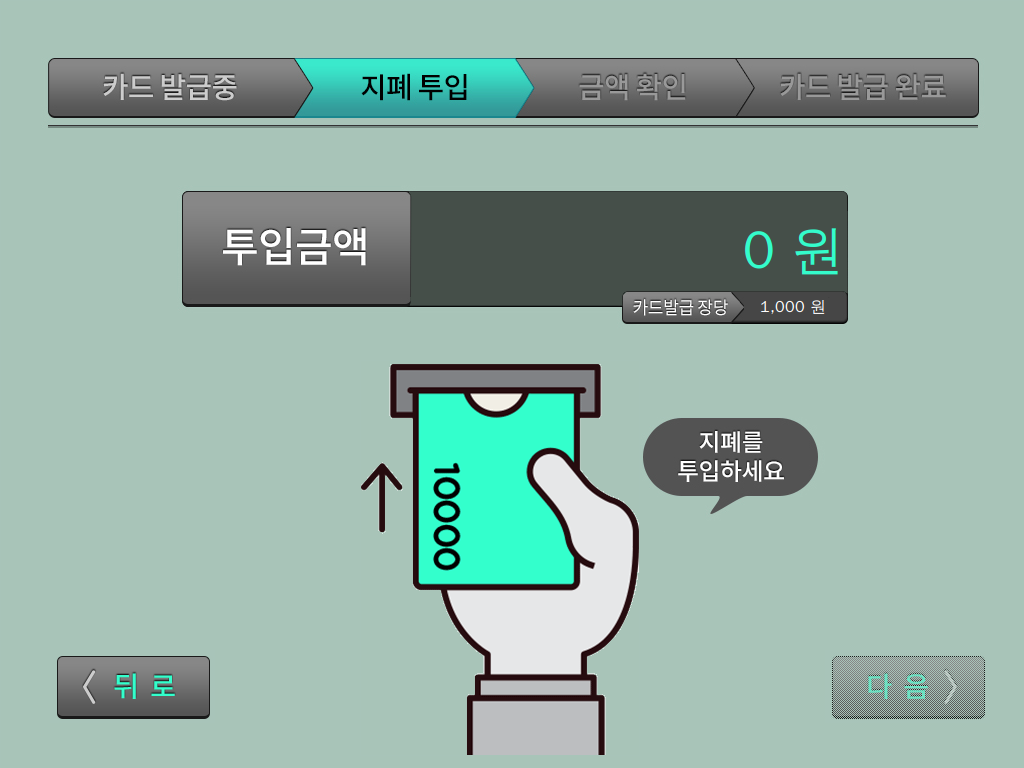 카드 발급중
지폐 투입
금액 확인
카드 발급 완료
투입금액
0 원
카드발급 장당
1,000 원
지폐를
투입하세요
10000
뒤 로
다 음